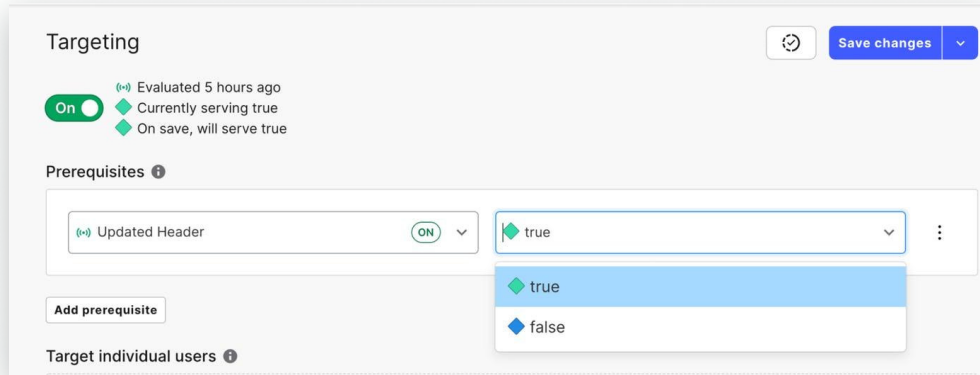 Targeting
Save changes
Evaluated 5 hours ago
On
Currently serving true
On save, will serve true
Prerequisites
Updated Header
ON
true
true
false
Add prerequisite
Target individual users